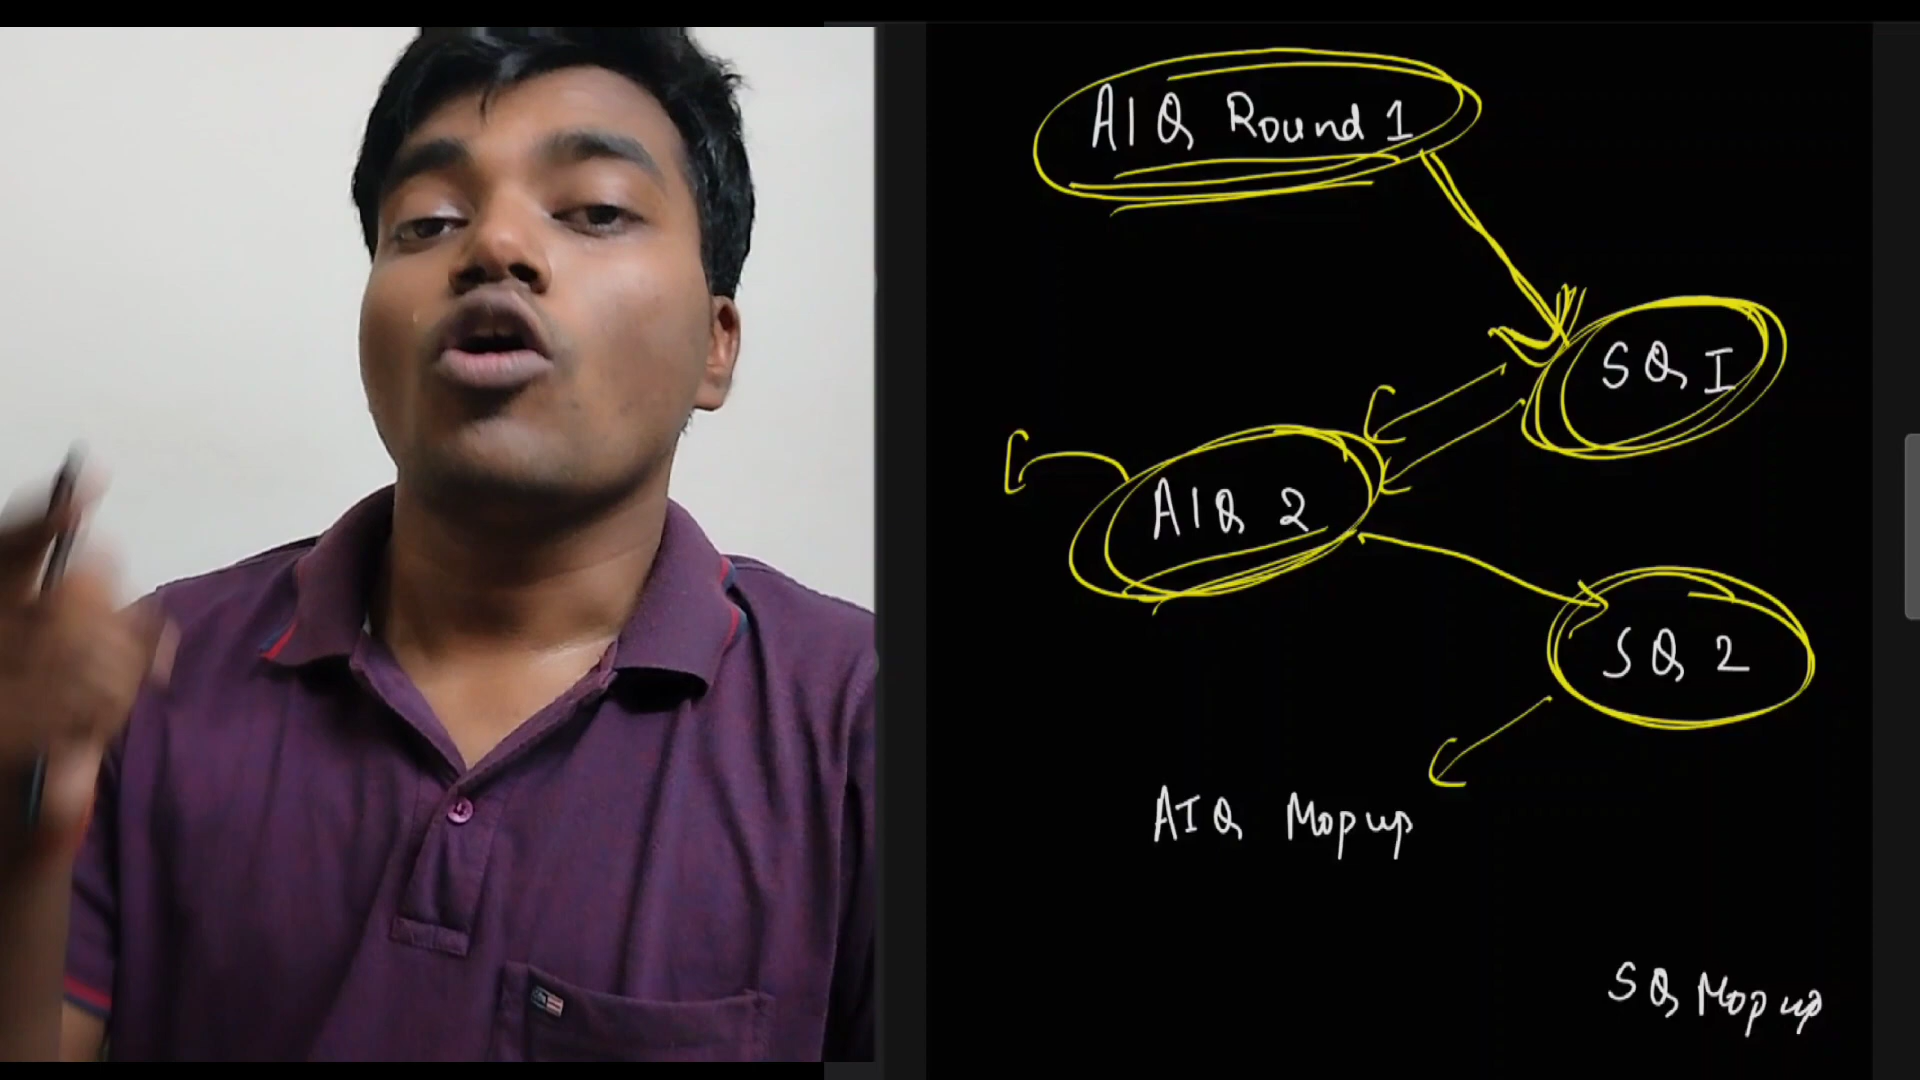 AIQ Round 1
SQ I
AIQ 2
SQ 2
AIQ Mopup
SQ Mopup